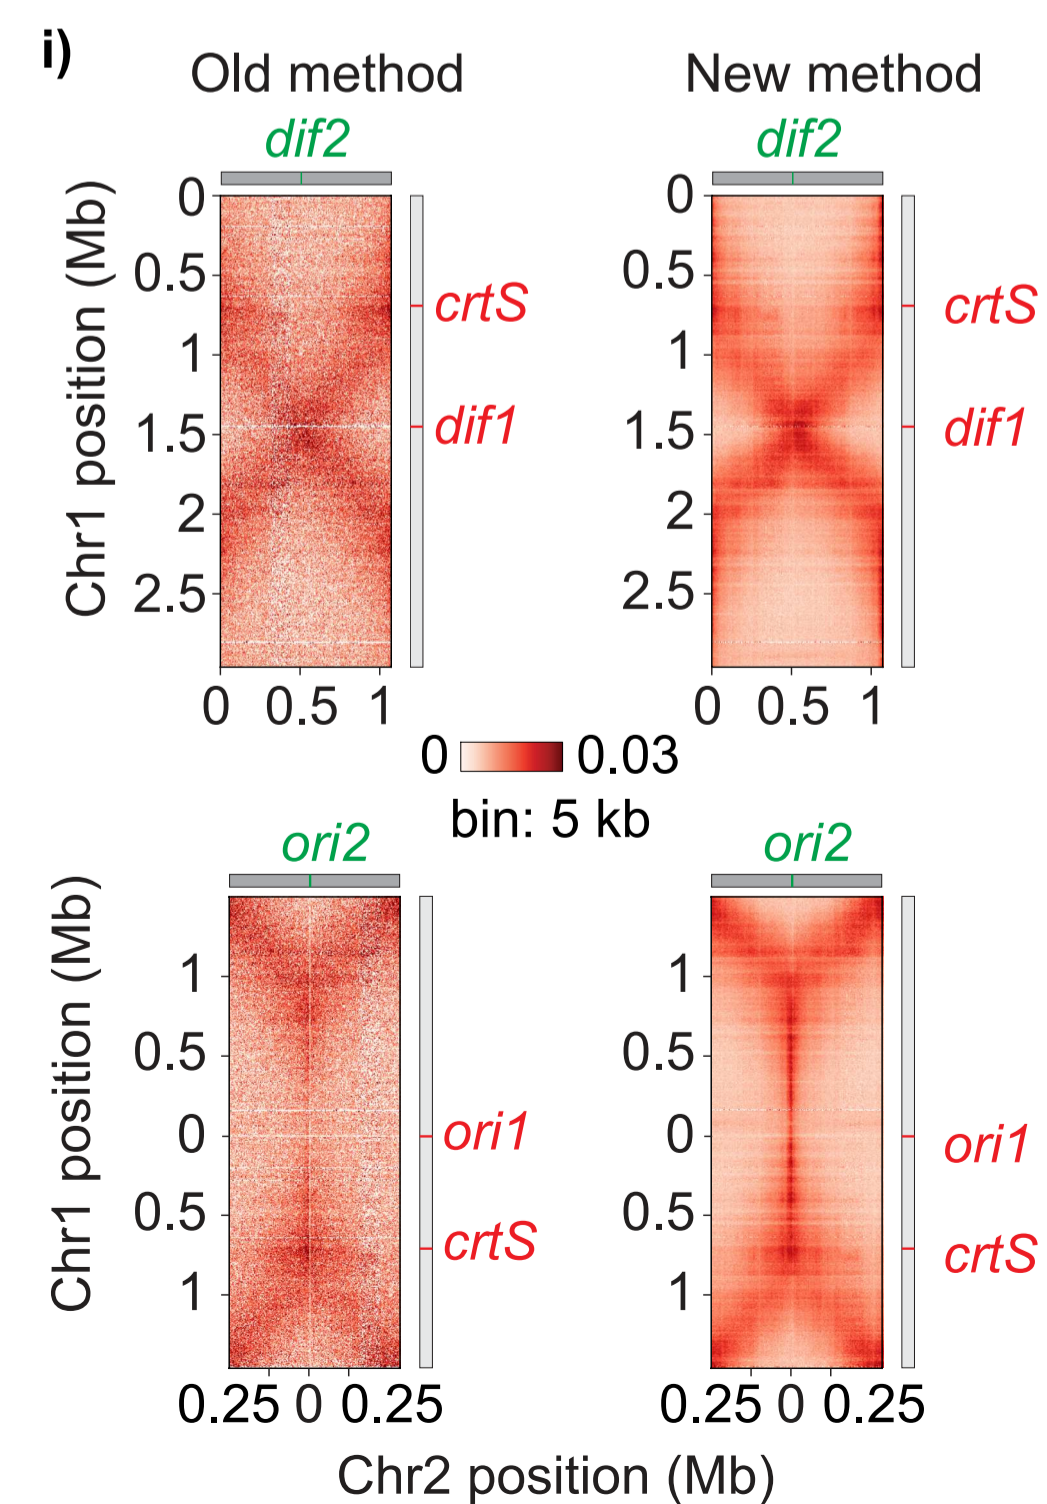 i)
Old method
New method
dif2
dif2
Chr1 position (Mb)
0
0.5
1
1.5
2
2.5
crtS
dif1
0
0.5
1
1.5
2
2.5
crtS
dif1
0 0.5 1
0 0.5 1
0 0.03
bin: 5 kb
ori2
ori2
Chr1 position (Mb)
1
0.5
0
0.5
1
ori1
crtS
1
0.5
0
0.5
1
ori1
crtS
0.25 0 0.25
0.25 0 0.25
Chr2 position (Mb)